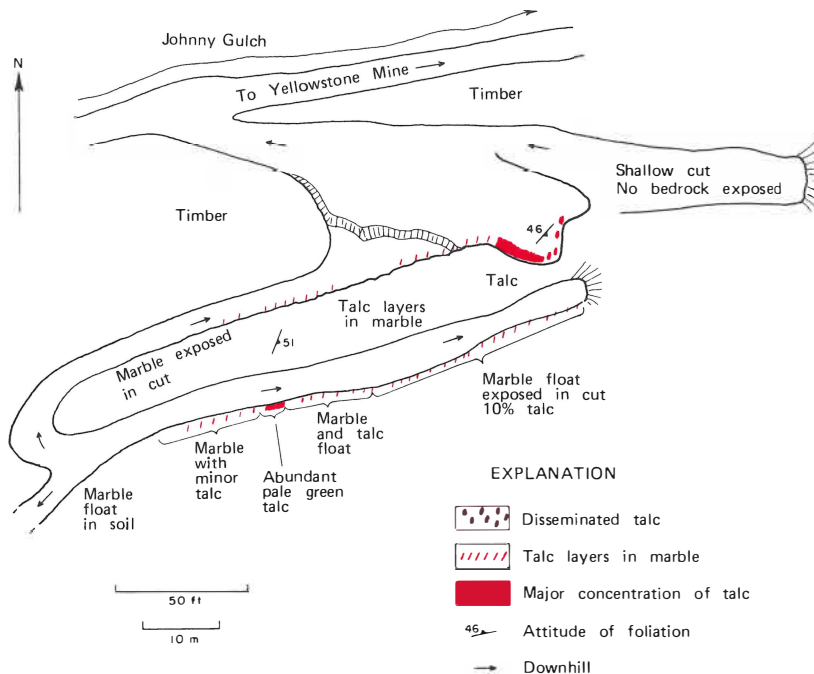 Johnny Gulch
N
To Yellowstone Mine
Timber
Shallow cut
No bedrock exposed
Timber
46
Talc
Talc layers
in marble
51
Marble exposed
in cut
Marble float
exposed in cut
10% talc
Marble
and talc
float
Marble
with
minor
talc
Abundant
pale green
talc
Marble
float
in soil
EXPLANATION
Disseminated talc
Talc layers in marble
Major concentration of talc
46
Attitude of foliation
Downhill
50 ft
10 m